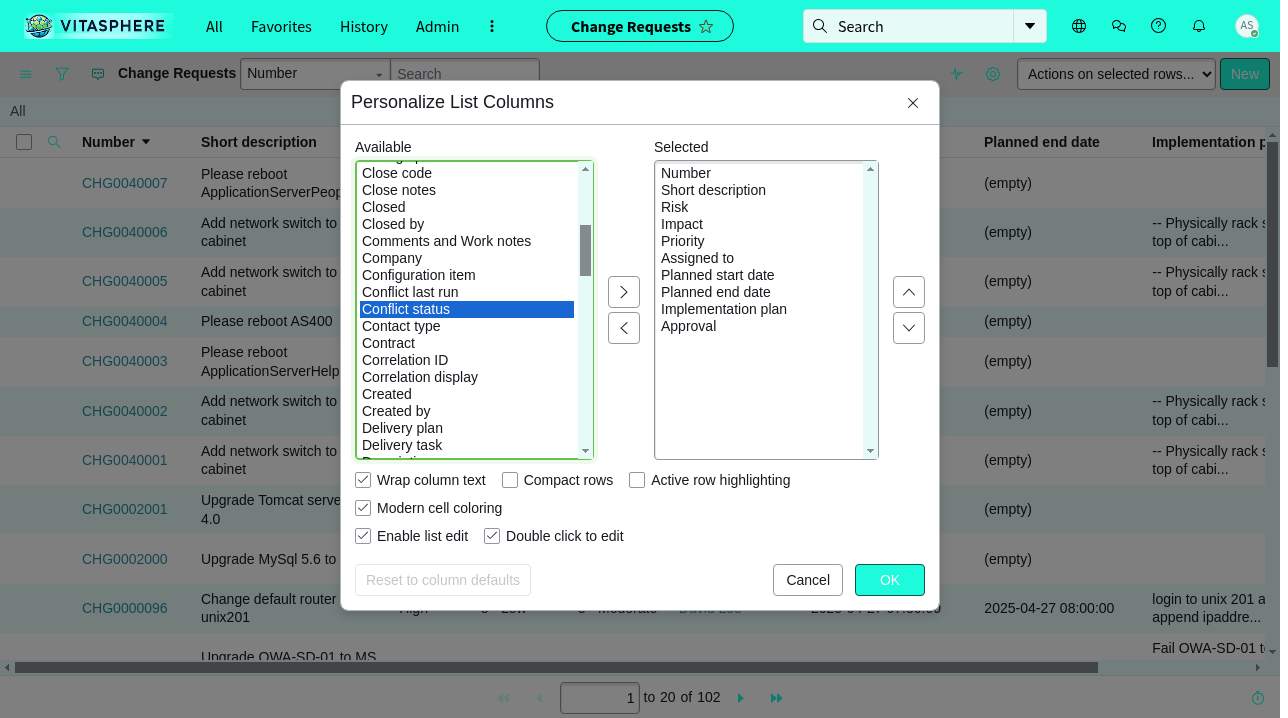 VITASPHERE
All
Favorites
History
Admin
Change Requests
Search
AS
Change Requests
Number
Search
Actions on selected rows...
New
All
Number
Short description
Planned end date
Implementation p
CHG0040007
Please reboot
ApplicationServerPeop
(empty)
CHG0040006
Add network switch to
cabinet
(empty)
-- Physically rack s
top of cabi...
CHG0040005
Add network switch to
cabinet
(empty)
-- Physically rack s
top of cabi...
CHG0040004
Please reboot AS400
(empty)
CHG0040003
Please reboot
ApplicationServerHelp
(empty)
CHG0040002
Add network switch to
cabinet
(empty)
-- Physically rack s
top of cabi...
CHG0040001
Add network switch to
cabinet
(empty)
-- Physically rack s
top of cabi...
CHG0002001
Upgrade Tomcat serve
4.0
(empty)
CHG0002000
Upgrade MySql 5.6 to
(empty)
CHG0000096
Change default router
unix201
2025-04-27 08:00:00
login to unix 201 a
append ipaddre...
Upgrade OWA-SD-01 to MS
Fail OWA-SD-01 to
Personalize List Columns
Available
Close code
Close notes
Closed
Closed by
Comments and Work notes
Company
Configuration item
Conflict last run
Conflict status
Contact type
Contract
Correlation ID
Correlation display
Created
Created by
Delivery plan
Delivery task
Selected
Number
Short description
Risk
Impact
Priority
Assigned to
Planned start date
Planned end date
Implementation plan
Approval
Wrap column text
Compact rows
Active row highlighting
Modern cell coloring
Enable list edit
Double click to edit
Reset to column defaults
Cancel
OK
1 to 20 of 102